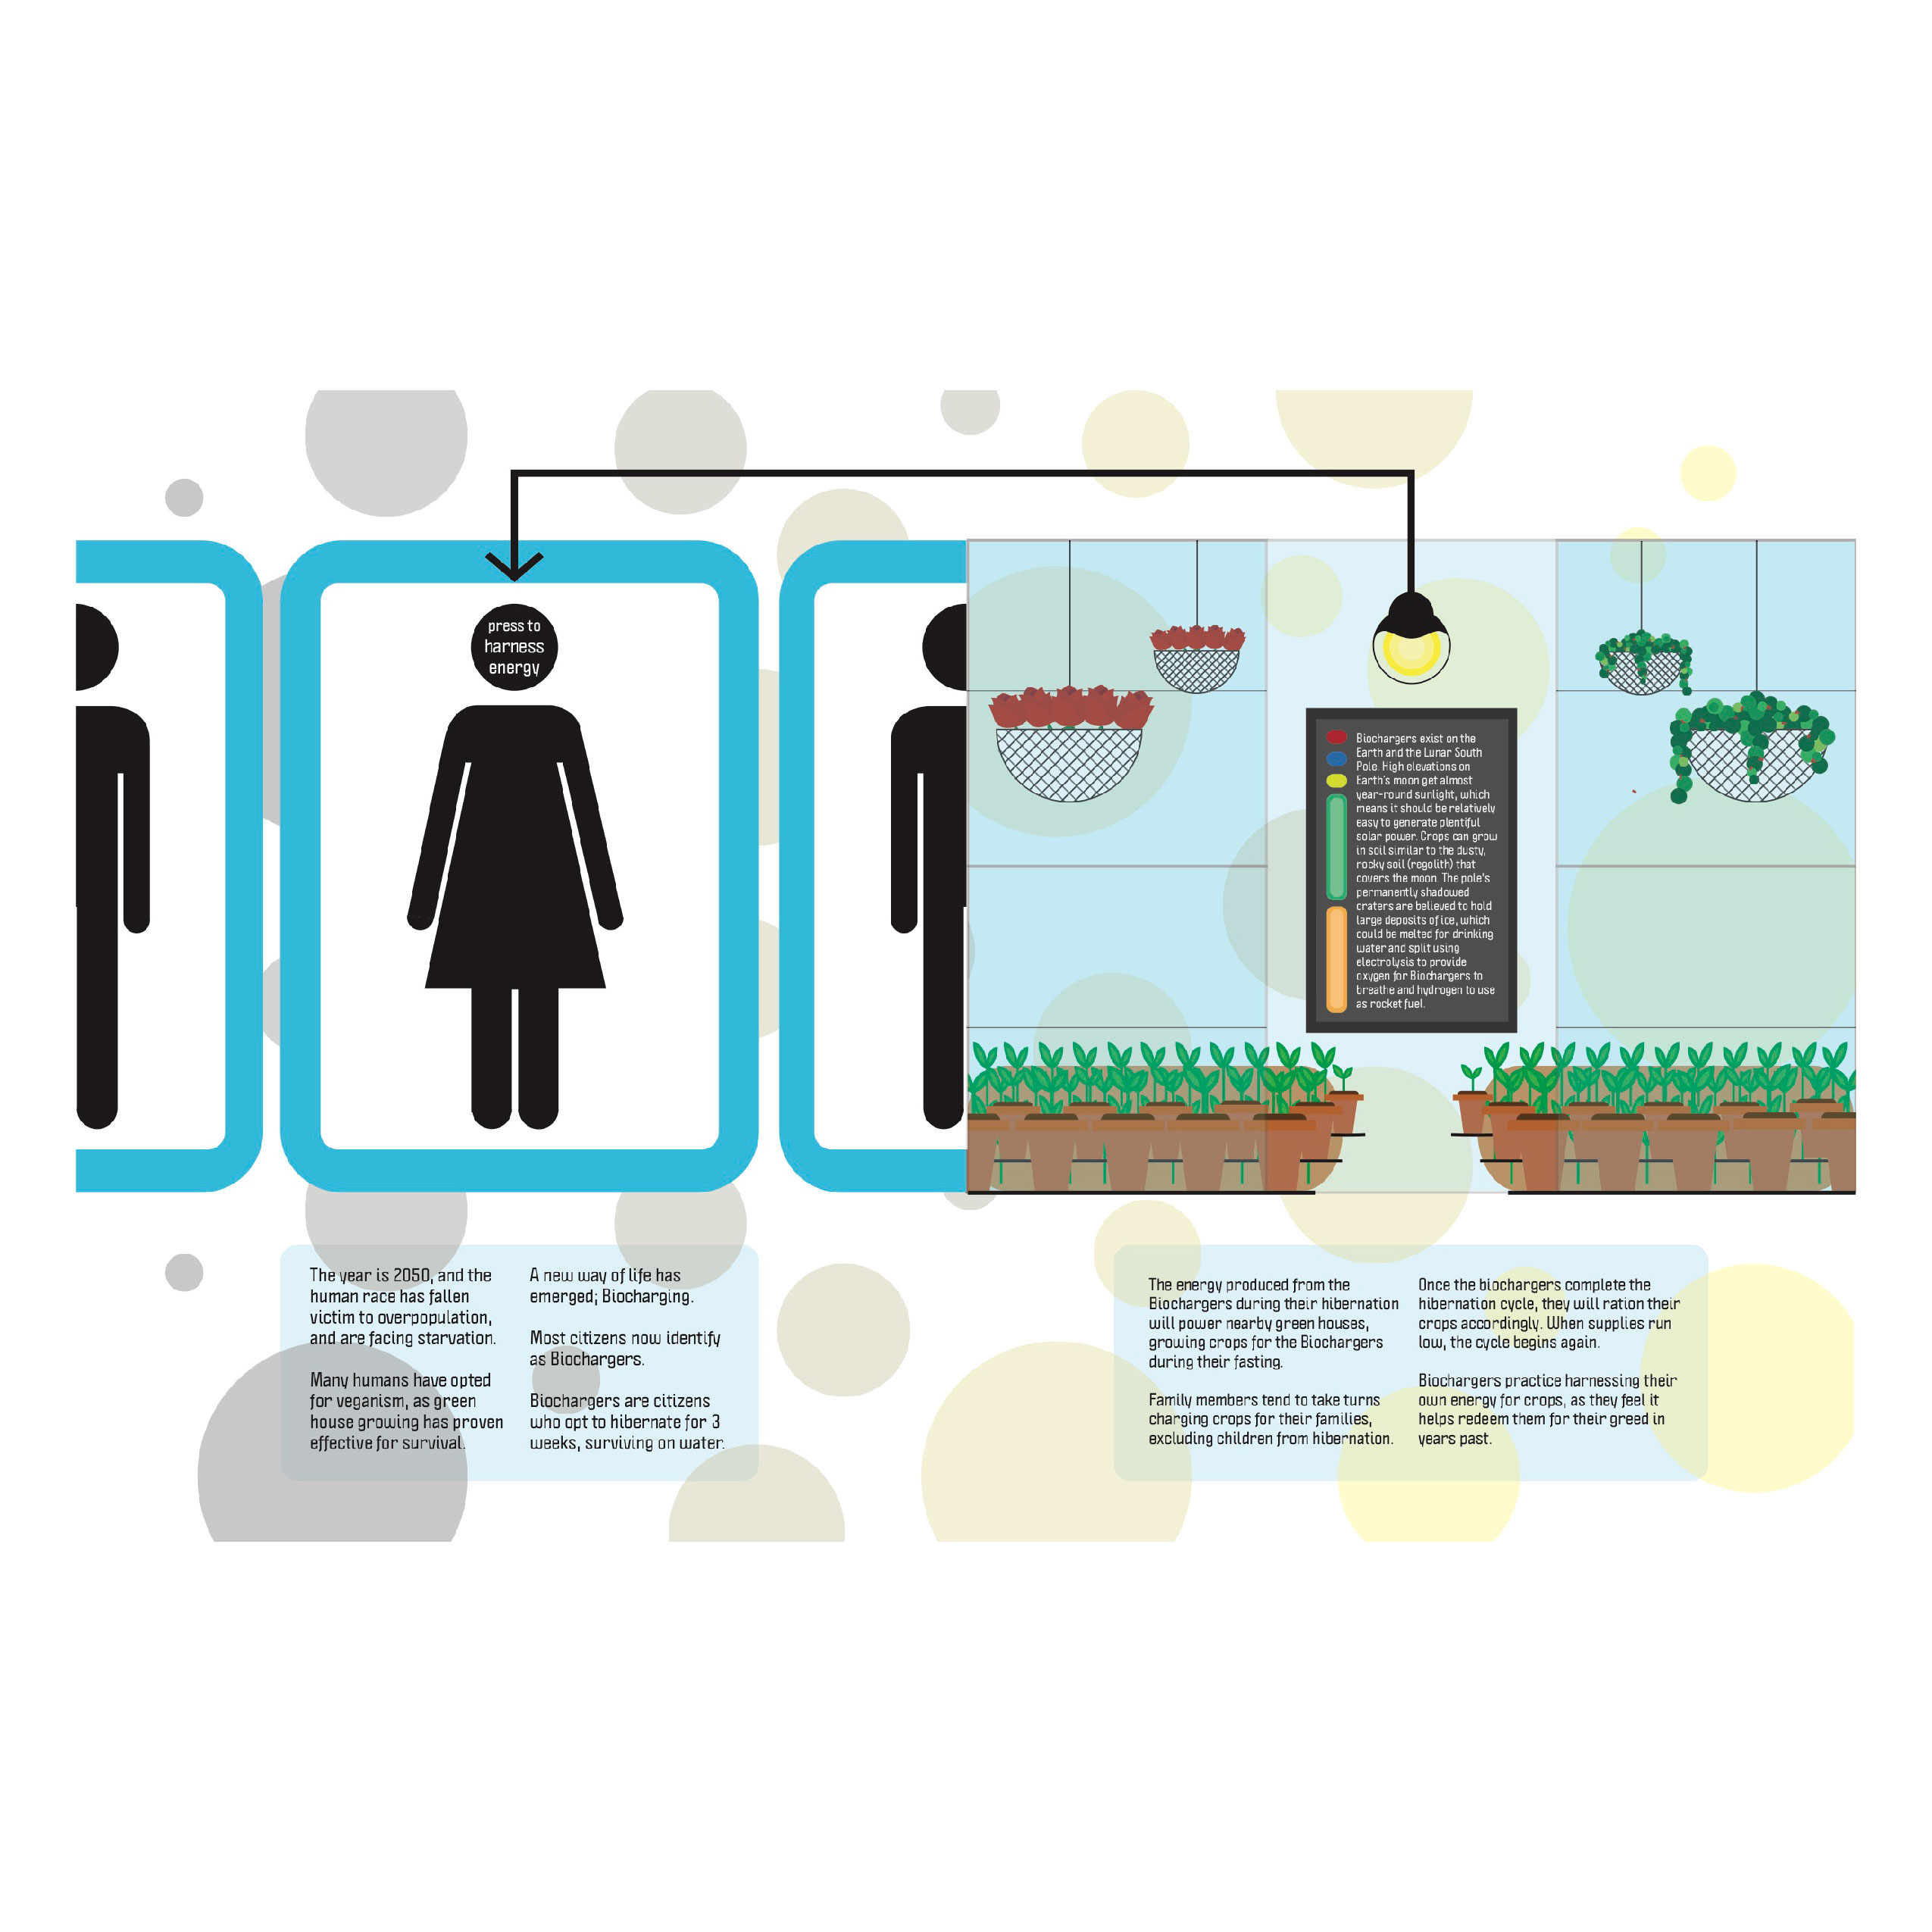 press to
harness
energy
Biochargers exist on the
Earth and the Lunar South
Pole. High elevations on
Earth's moon get almost
year-round sunlight, which
means it should be relatively
easy to generate plentiful
solar power. Crops can grow
in soil similar to the dusty,
rocky soil (regolith) that
covers the moon. The pole's
permanently shadowed
craters are believed to hold
large deposits of ice, which
could be melted for drinking
water and split using
electrolysis to provide
oxygen for Biochargers to
breathe and hydrogen to use
as rocket fuel.
The year is 2050, and the
human race has fallen
victim to overpopulation,
and are facing starvation.
Many humans have opted
for veganism, as green
house growing has proven
effective for survival.
A new way of life has
emerged; Biocharging.
Most citizens now identify
as Biochargers.
Biochargers are citizens
who opt to hibernate for 3
weeks, surviving on water.
The energy produced from the
Biochargers during their hibernation
will power nearby green houses,
growing crops for the Biochargers
during their fasting.
Family members tend to take turns
charging crops for their families,
excluding children from hibernation.
Once the biochargers complete the
hibernation cycle, they will ration their
crops accordingly. When supplies run
low, the cycle begins again.
Biochargers practice harnessing their
own energy for crops, as they feel it
helps redeem them for their greed in
years past.